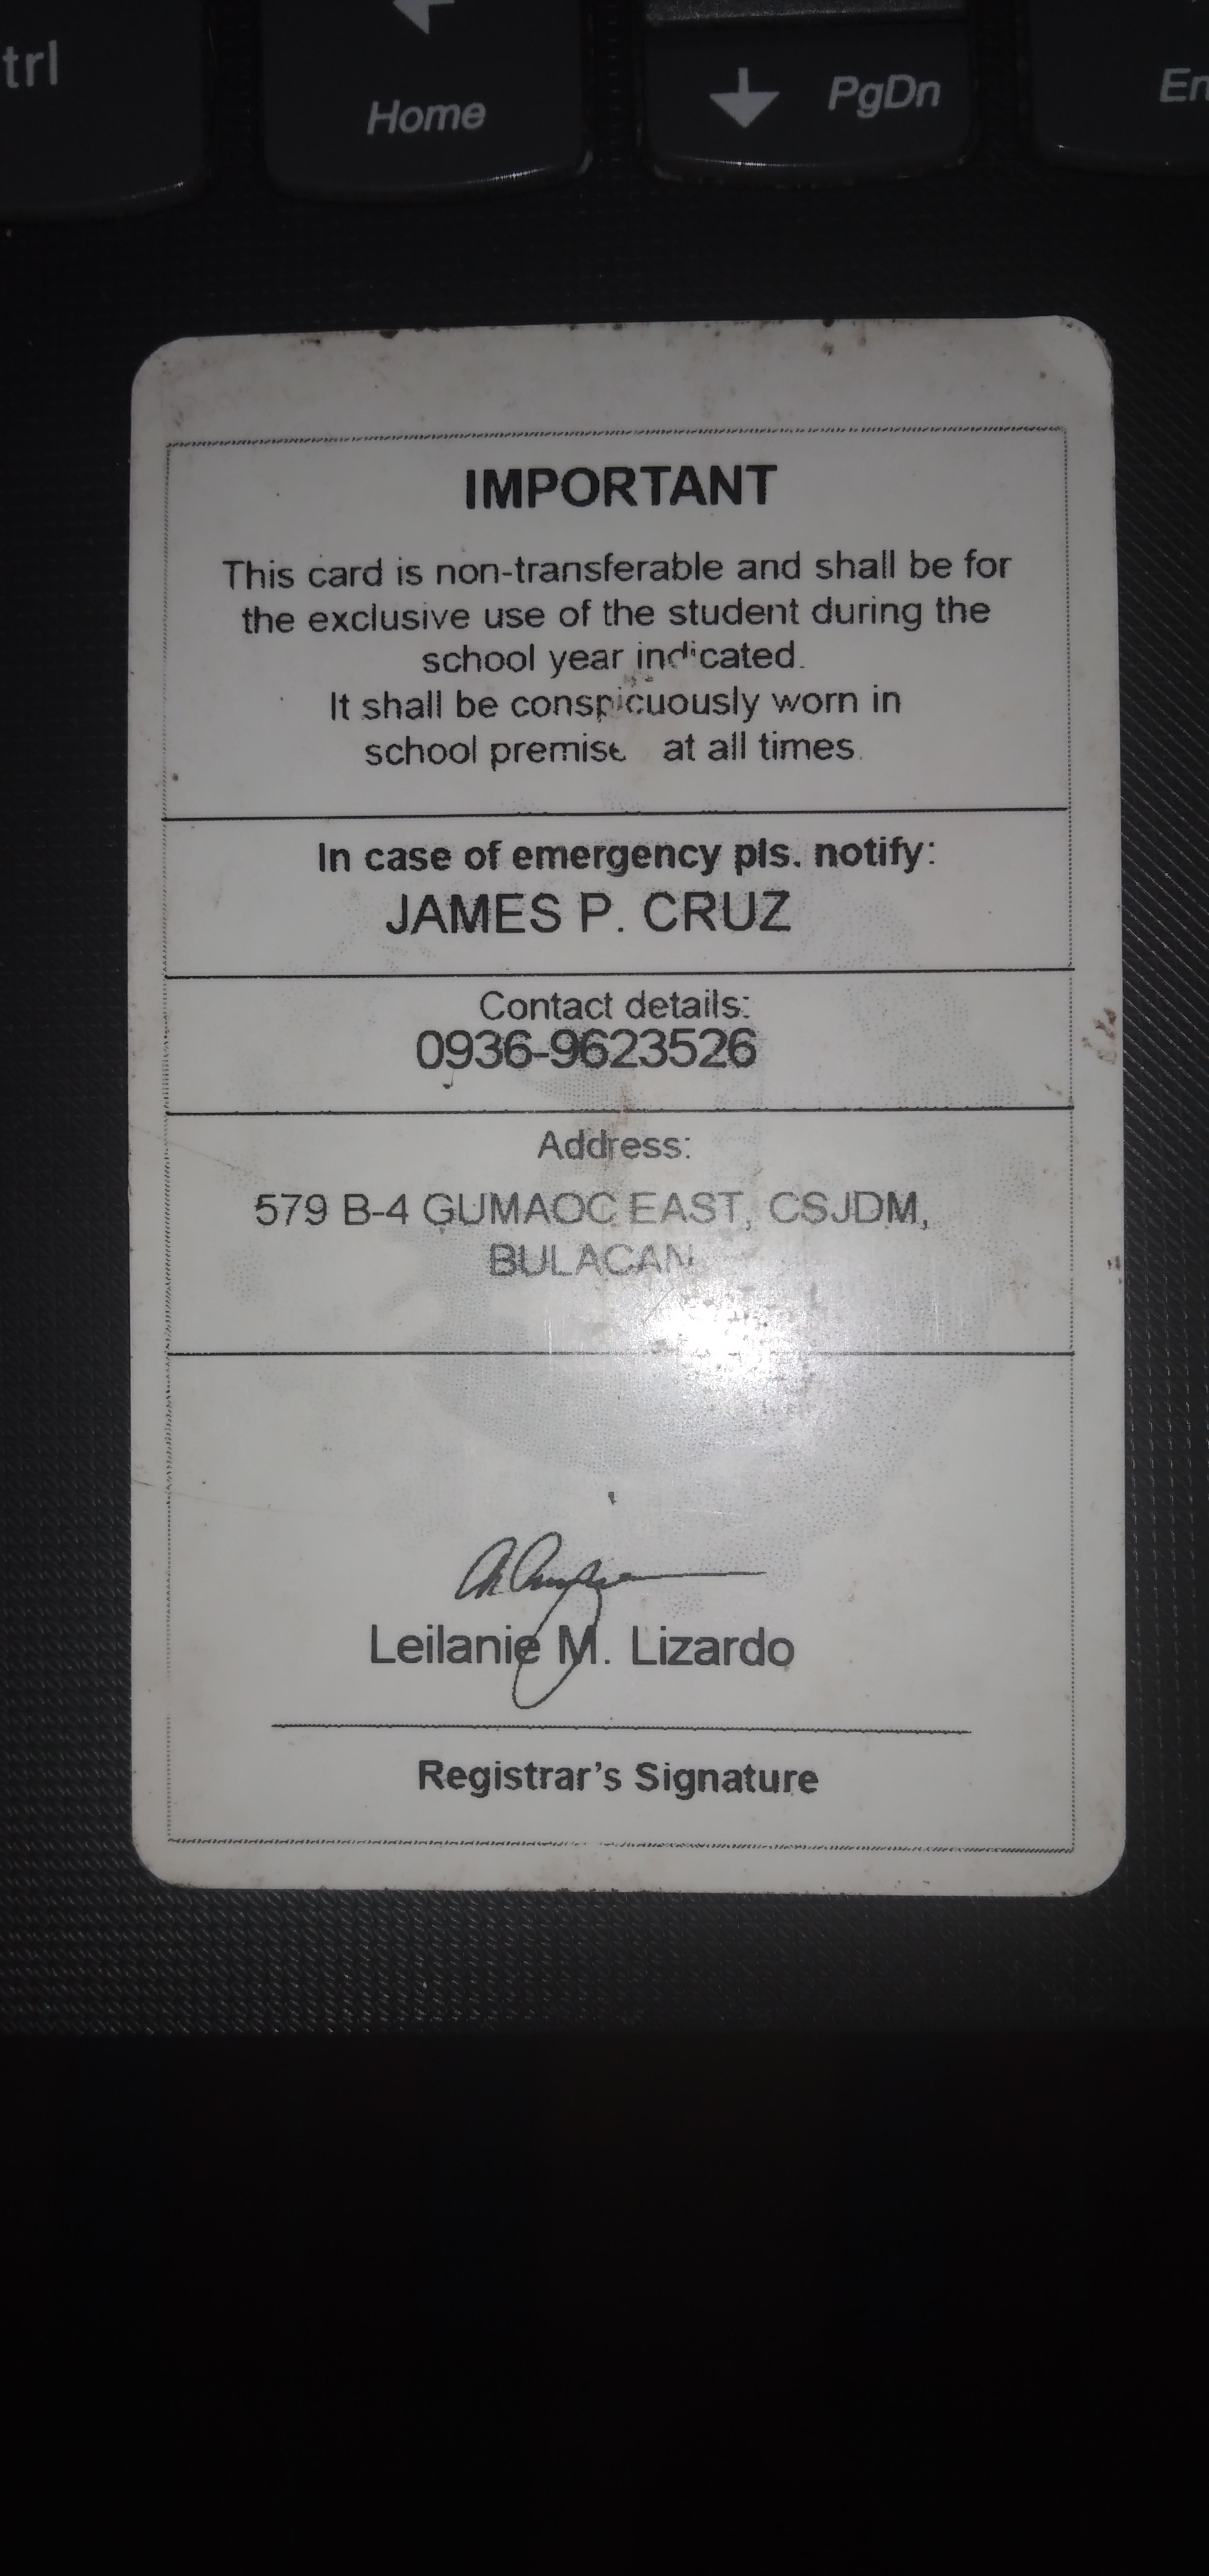 trl
Home
PgDn
En
IMPORTANT
This card is non-transferable and shall be for
the exclusive use of the student during the
school year indicated.
It shall be conspicuously worn in
school premise at all times.
In case of emergency pls. notify:
JAMES P. CRUZ
Contact details:
0936-9623526
Address:
579 B-4 GUMAOC EAST, CSJDM,
BULACAN
Leilanie M. Lizardo
Registrar's Signature